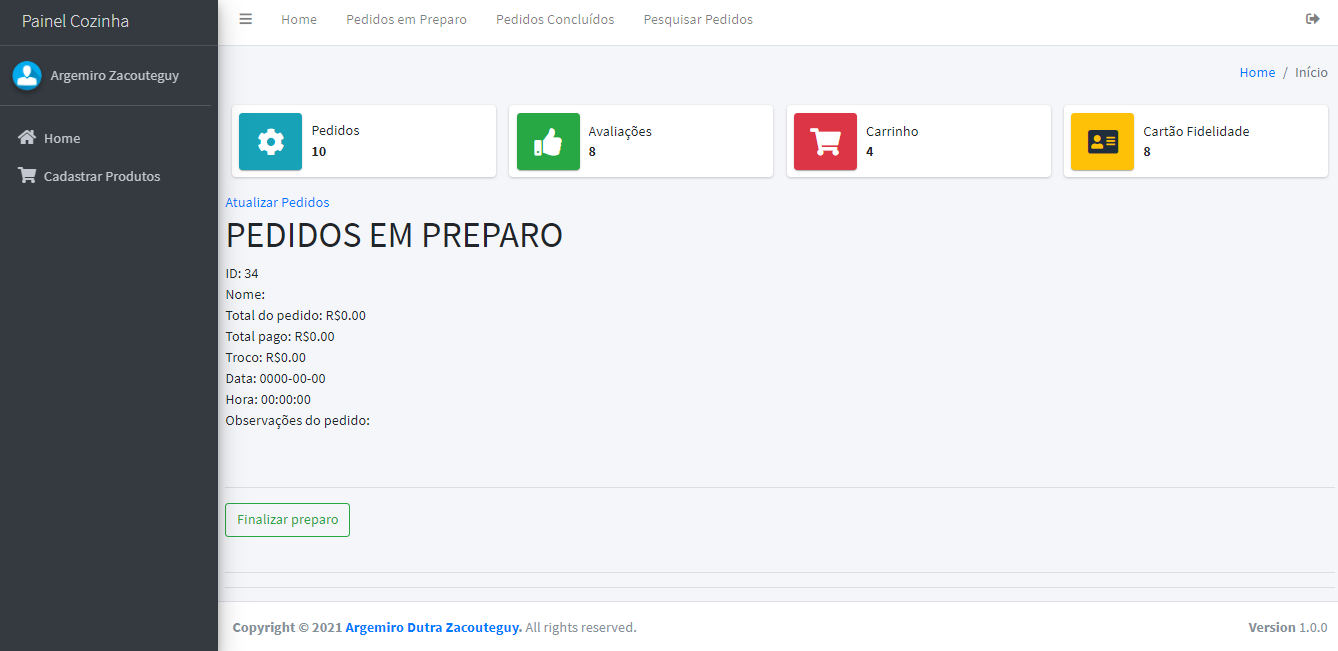 Painel Cozinha
Home Pedidos em Preparo Pedidos Concluídos Pesquisar Pedidos
Argemiro Zacouteguy
Home
Cadastrar Produtos
Home / Início
Pedidos
10
Avaliações
8
Carrinho
4
Cartão Fidelidade
8
Atualizar Pedidos
PEDIDOS EM PREPARO
ID: 34
Nome:
Total do pedido: R$0.00
Total pago: R$0.00
Troco: R$0.00
Data: 0000-00-00
Hora: 00:00:00
Observações do pedido:
Finalizar preparo
Copyright © 2021 Argemiro Dutra Zacouteguy. All rights reserved.
Version 1.0.0